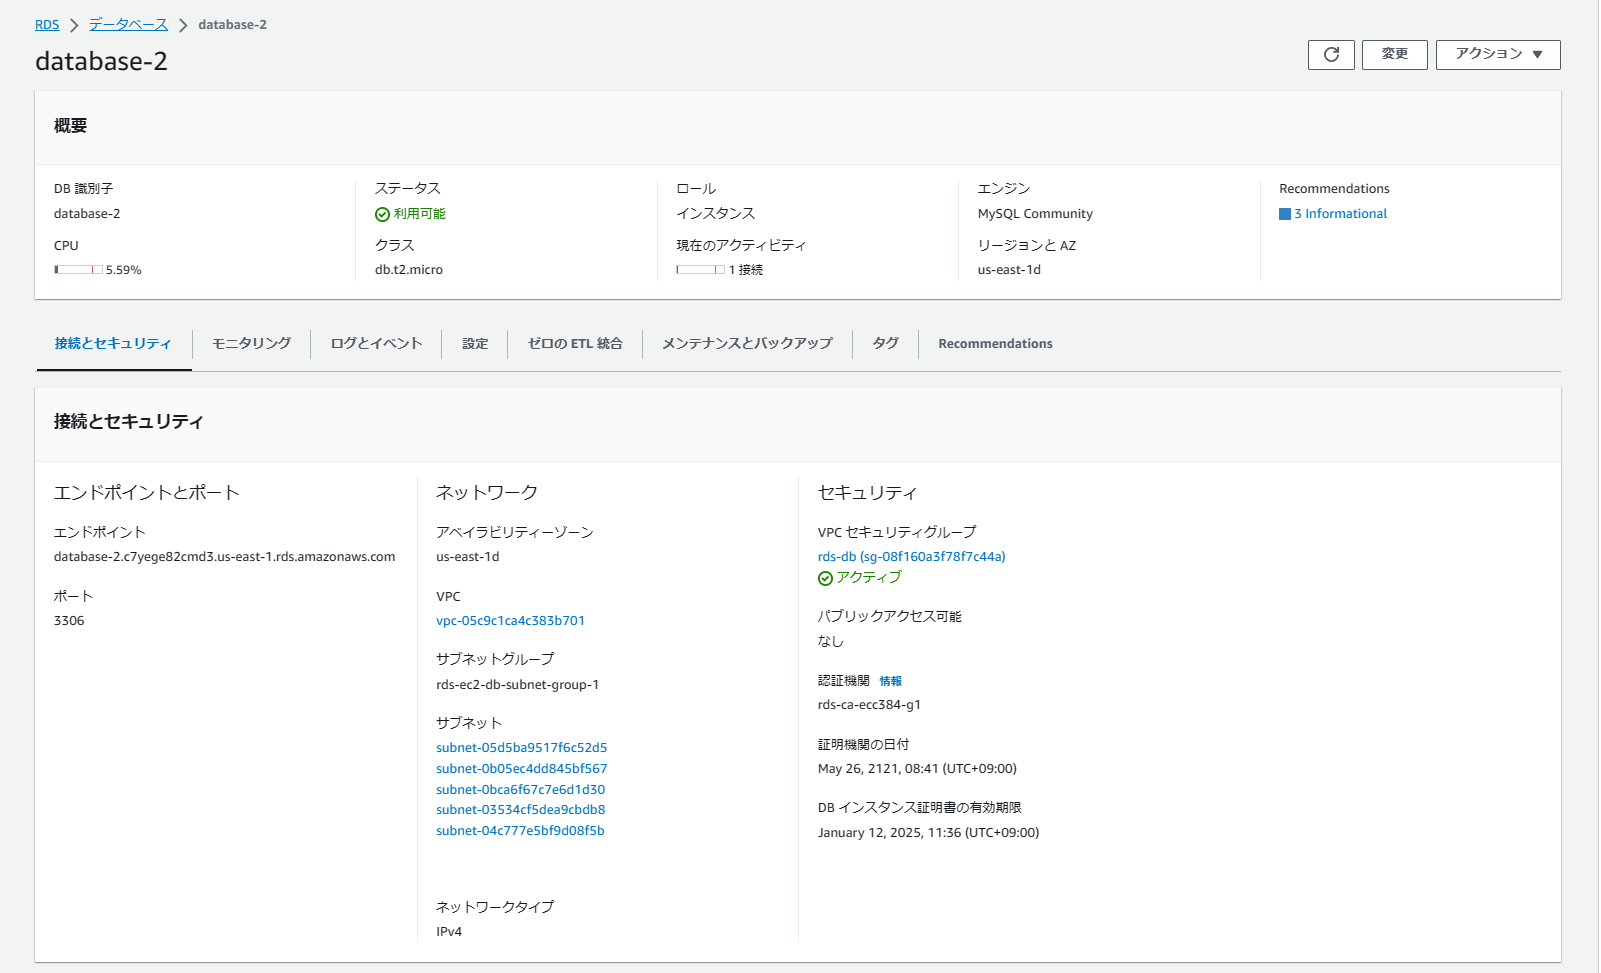 RDS > データベース > database-2
database-2
変更
アクション ▼
概要
DB 識別子
database-2
CPU
5.59%
ステータス
利用可能
クラス
db.t2.micro
ロール
インスタンス
現在のアクティビティ
1 接続
エンジン
MySQL Community
リージョンと AZ
us-east-1d
Recommendations
3 Informational
接続とセキュリティ
モニタリング
ログとイベント
設定
ゼロの ETL 統合
メンテナンスとバックアップ
タグ
Recommendations
接続とセキュリティ
エンドポイントとポート
エンドポイント
database-2.c7yege82cmd3.us-east-1.rds.amazonaws.com
ポート
3306
ネットワーク
アベイラビリティーゾーン
us-east-1d
VPC
vpc-05c9c1ca4c383b701
サブネットグループ
rds-ec2-db-subnet-group-1
サブネット
subnet-05d5ba9517f6c52d5
subnet-0b05ec4dd845bf567
subnet-0bca6f67c7e6d1d30
subnet-03534cf5dea9cbdb8
subnet-04c777e5bf9d08f5b
ネットワークタイプ
IPv4
セキュリティ
VPC セキュリティグループ
rds-db (sg-08f160a3f78f7c44a)
アクティブ
パブリックアクセス可能
なし
認証機関 情報
rds-ca-ecc384-g1
証明機関の日付
May 26, 2121, 08:41 (UTC+09:00)
DB インスタンス証明書の有効期限
January 12, 2025, 11:36 (UTC+09:00)